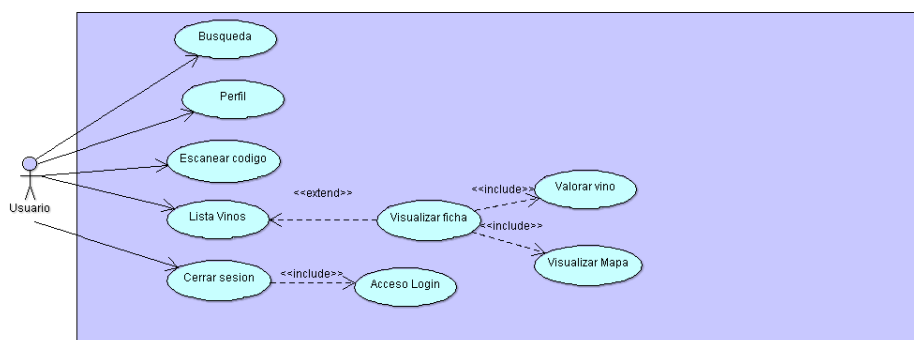 Busqueda
Perfil
Escanear codigo
Usuario
<<extend>>
<<include>>
Valorar vino
Lista Vinos
Visualizar ficha
<<include>>
Visualizar Mapa
Cerrar sesion
<<include>>
Acceso Login